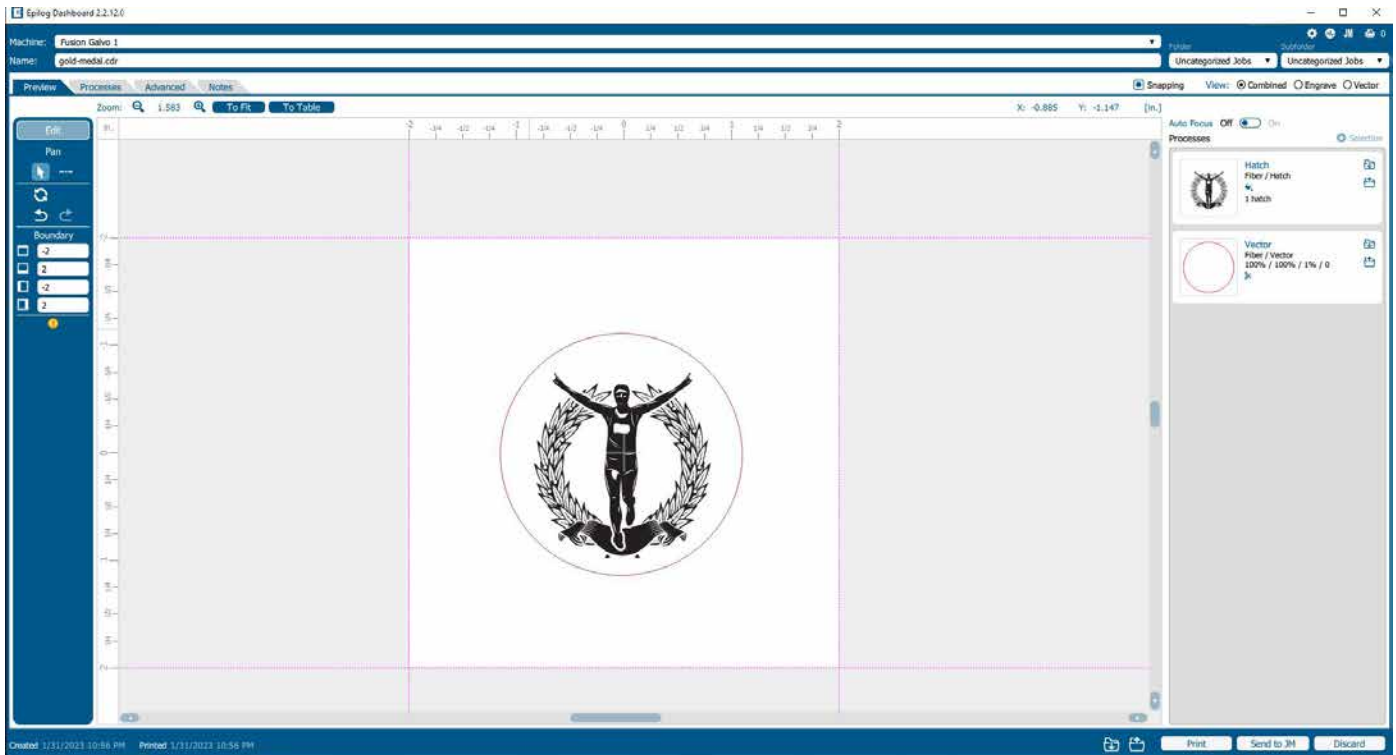 Epilog Dashboard 2.2.12.0
Machine: Fusion Galvo 1
JM 0
Name: gold-medal.cdr
Folder Subfolder
Uncategorized Jobs Uncategorized Jobs
Preview Processes Advanced Notes
Snapping View: Combined Engrave Vector
Zoom: 1.583 To Fit To Table X: -0.885 Y: -1.147 [in.]
Edit
Pan
Boundary
-2
2
-2
2
Auto Focus Off On
Processes Selection
Hatch
Fiber / Hatch
1 hatch
Vector
Fiber / Vector
100% / 100% / 1% / 0
Created 1/31/2023 10:56 PM Printed 1/31/2023 10:56 PM
Print Send to JM Discard